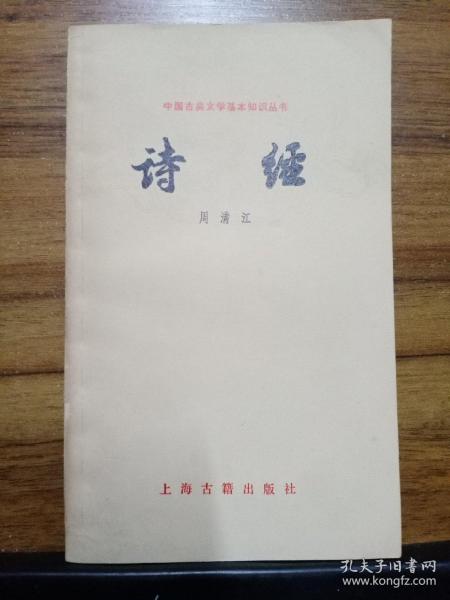 中国古典文学基本知识丛书
诗经
周满江
上海古籍出版社
孔夫子旧书网
www.kongfz.com